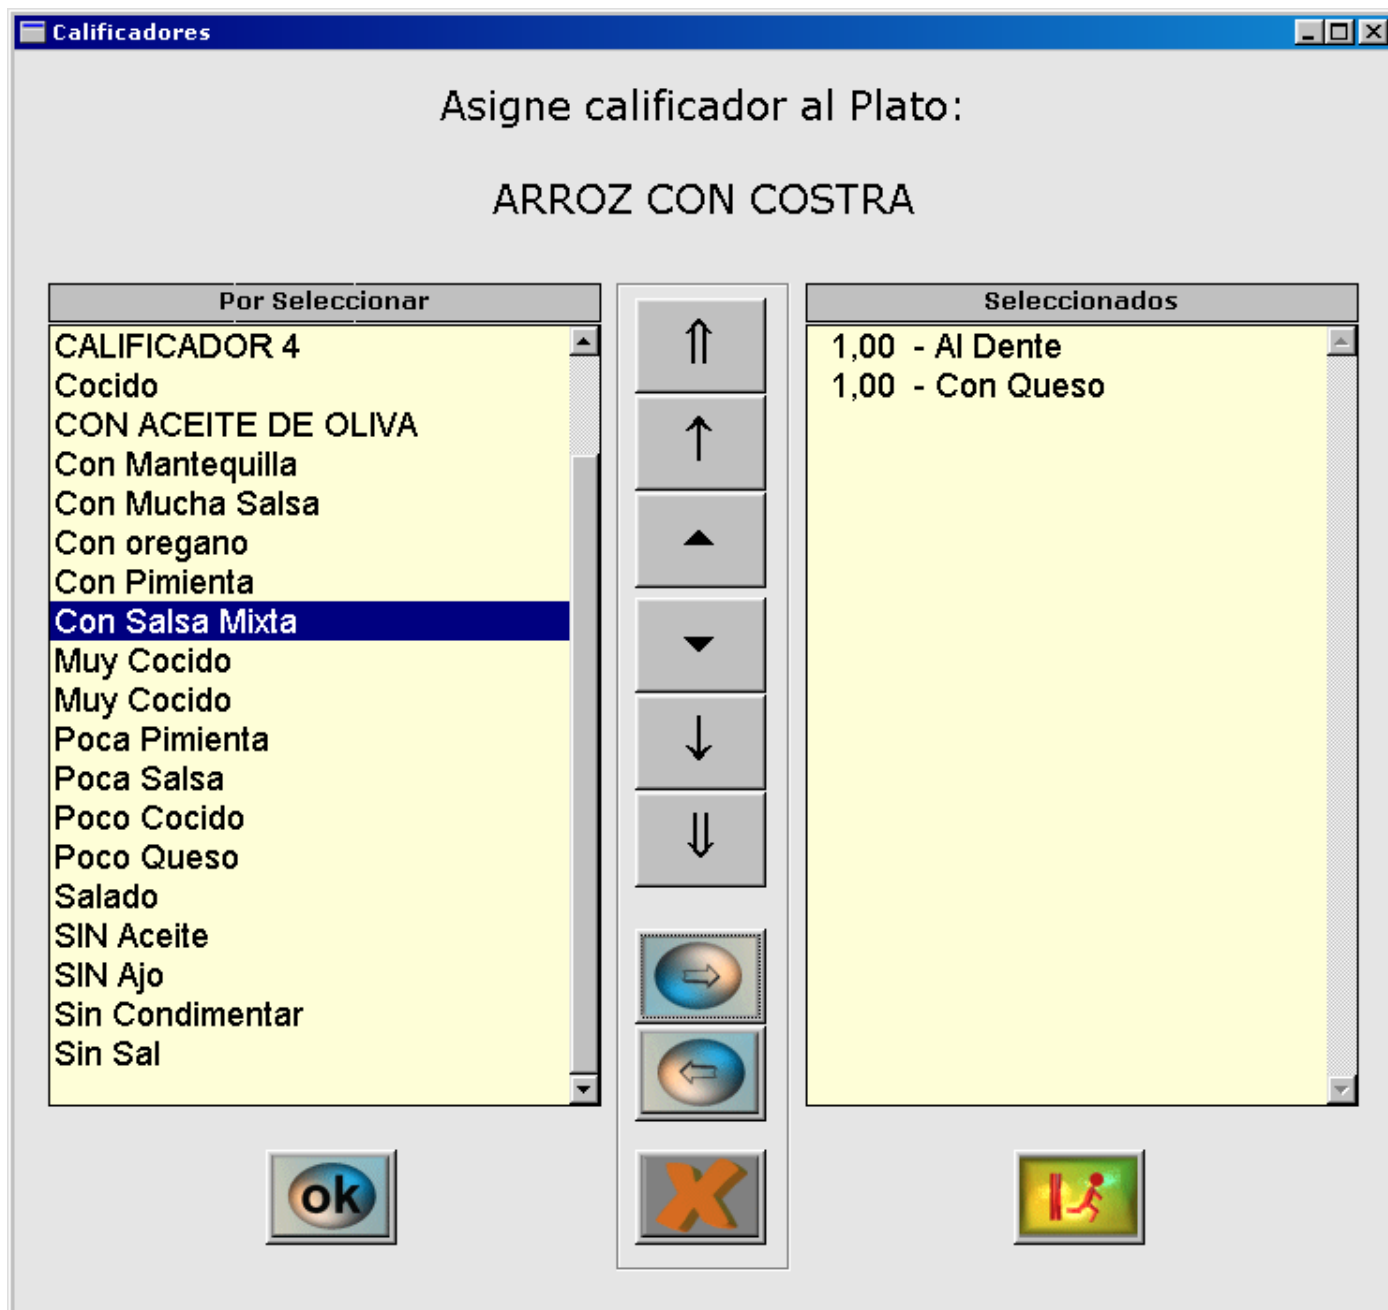 Calificadores
Asigne calificador al Plato:
ARROZ CON COSTRA
Por Seleccionar
CALIFICADOR 4
Cocido
CON ACEITE DE OLIVA
Con Mantequilla
Con Mucha Salsa
Con oregano
Con Pimienta
Con Salsa Mixta
Muy Cocido
Muy Cocido
Poca Pimienta
Poca Salsa
Poco Cocido
Poco Queso
Salado
SIN Aceite
SIN Ajo
Sin Condimentar
Sin Sal
Seleccionados
1,00 - Al Dente
1,00 - Con Queso
ok